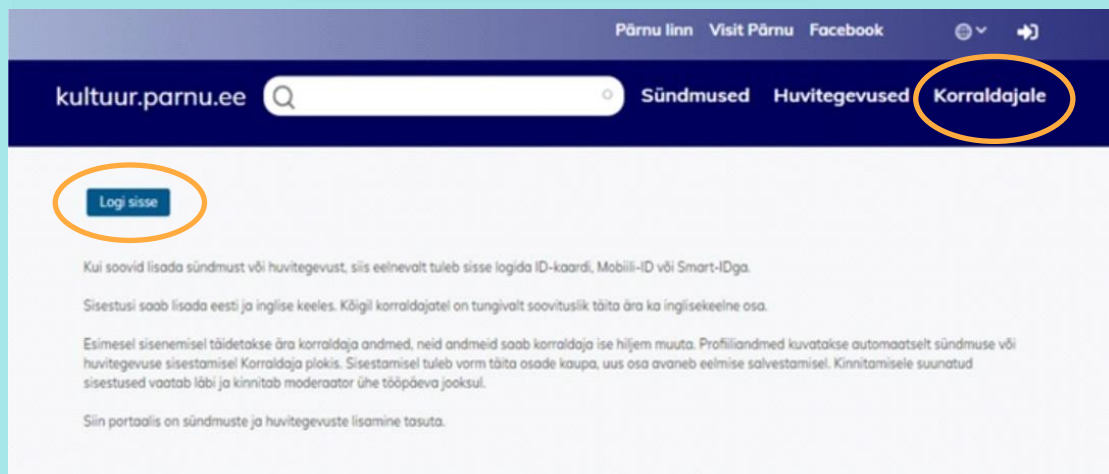 Pärnu linn Visit Pärnu Facebook
kultuur.parnu.ee Sündmused Huvitegevused Korraldajale
Logi sisse
Kui soovid lisada sündmust või huvitegevust, siis eelnevalt tuleb sisse logida ID-kaardi, Mobiili-ID või Smart-IDga.
Sisestusi saab lisada eesti ja inglise keeles. Kõigil korraldajatel on tungivalt soovituslik täita ära ka inglisekeelne osa.
Esimesel sisenemisel täidetakse ära korraldaja andmed, neid andmeid saab korraldaja ise hiljem muuta. Profiiliandmed kuvatakse automaatselt sündmuse või
huvitegevuse sisestamisel Korraldaja plokis. Sisestamisel tuleb vorm täita osade kaupa, uus osa avaneb eelmise salvestamisel. Kinnitamisele suunatud
sisestused vaatab läbi ja kinnitab moderaator ühe tööpäeva jooksul.
Siin portaalis on sündmuste ja huvitegevuste lisamine tasuta.